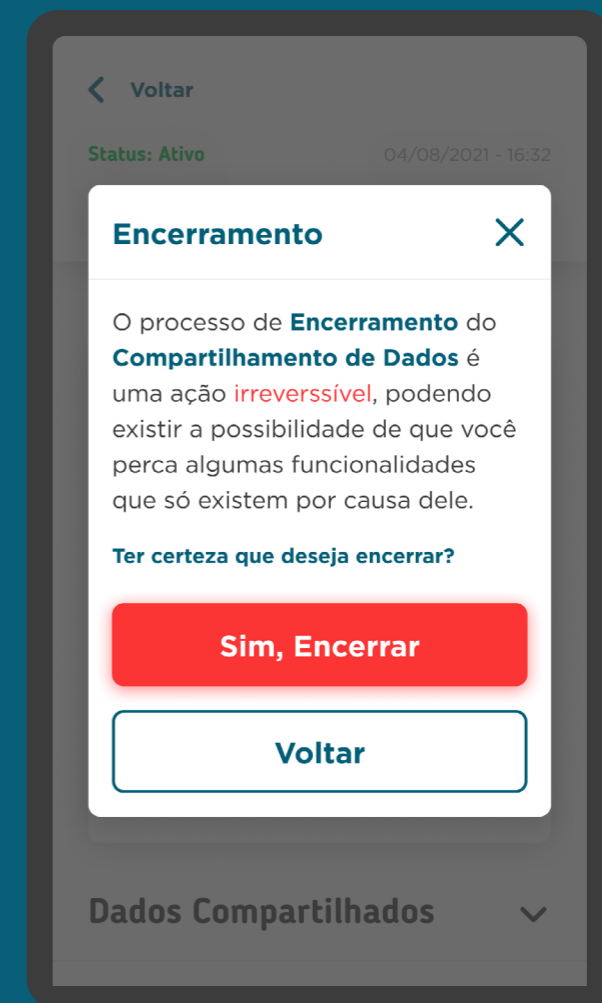 Voltar
Status: Ativo 04/08/2021 - 16:32
Encerramento
O processo de Encerramento do
Compartilhamento de Dados é
uma ação irreverssível, podendo
existir a possibilidade de que você
perca algumas funcionalidades
que só existem por causa dele.
Ter certeza que deseja encerrar?
Sim, Encerrar
Voltar
Dados Compartilhados